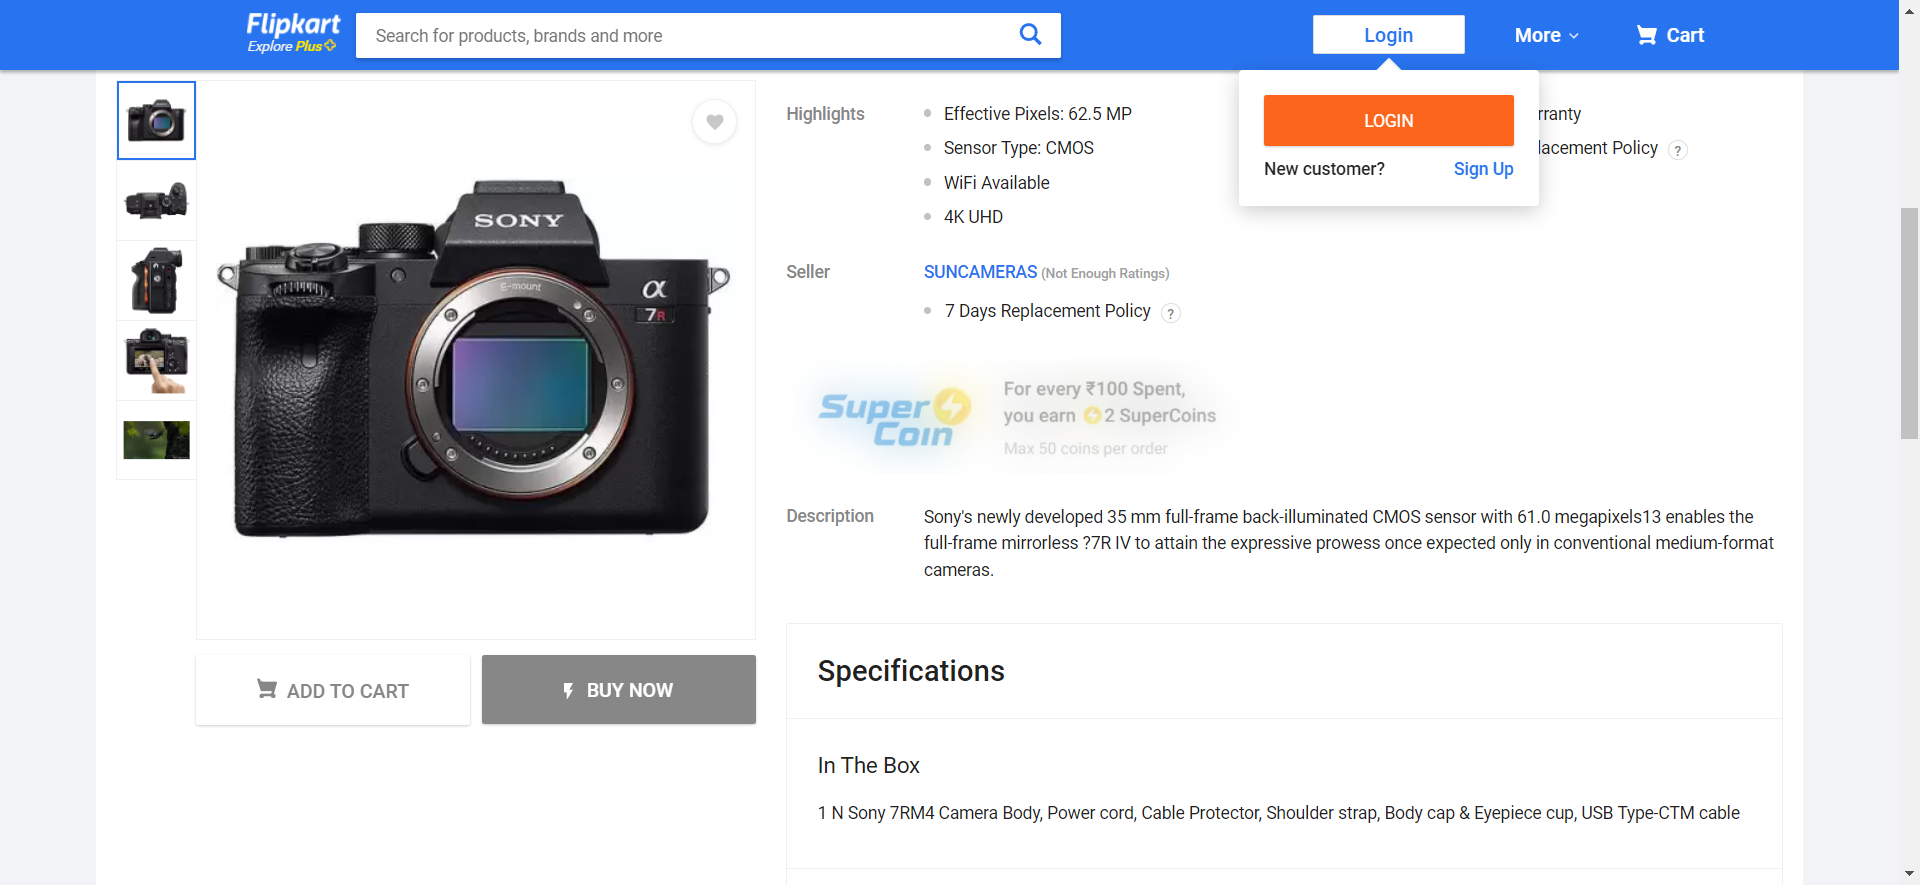 Flipkart
Explore Plus
Search for products, brands and more
Login
More
Cart
LOGIN
New customer? Sign Up
SONY
E-mount
α
7R
ADD TO CART
BUY NOW
Highlights
Effective Pixels: 62.5 MP
Sensor Type: CMOS
WiFi Available
4K UHD
rranty
lacement Policy ?
Seller
SUNCAMERAS (Not Enough Ratings)
7 Days Replacement Policy ?
Super Coin
For every ₹100 Spent,
you earn 2 SuperCoins
Max 50 coins per order
Description
Sony's newly developed 35 mm full-frame back-illuminated CMOS sensor with 61.0 megapixels13 enables the
full-frame mirrorless ?7R IV to attain the expressive prowess once expected only in conventional medium-format
cameras.
Specifications
In The Box
1 N Sony 7RM4 Camera Body, Power cord, Cable Protector, Shoulder strap, Body cap & Eyepiece cup, USB Type-CTM cable